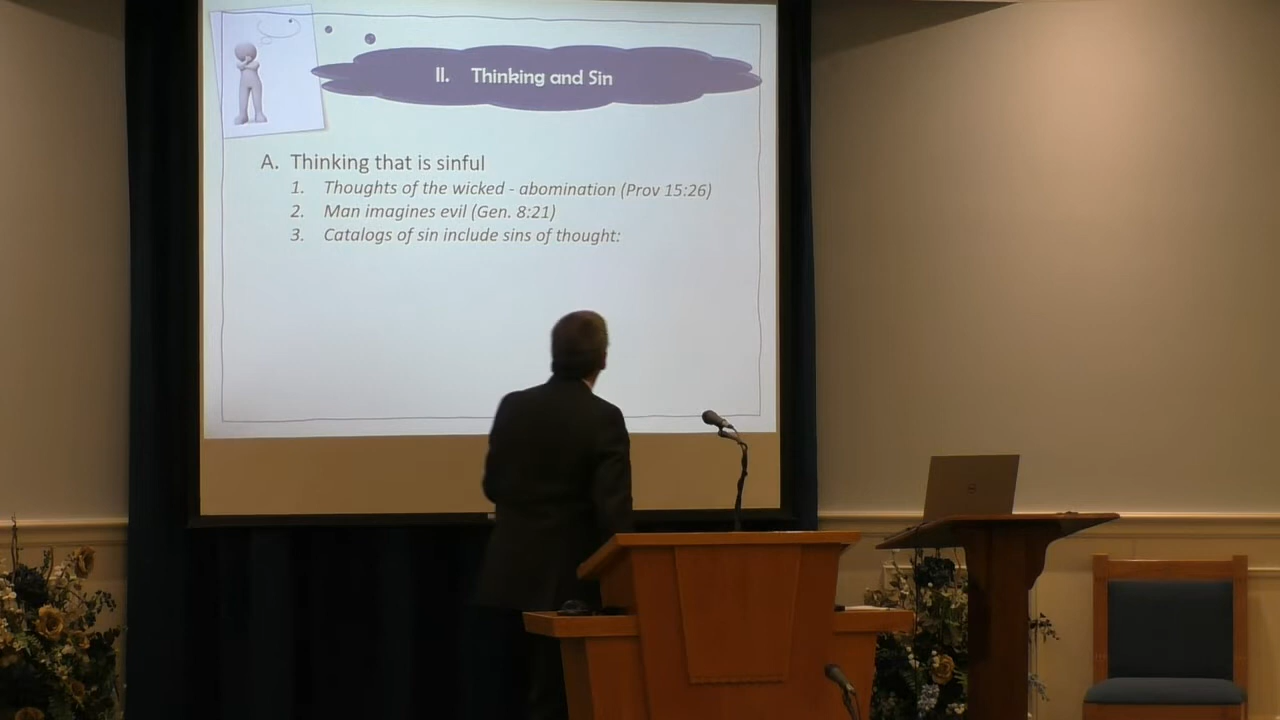 II. Thinking and Sin
A. Thinking that is sinful
1. Thoughts of the wicked - abomination (Prov 15:26)
2. Man imagines evil (Gen. 8:21)
3. Catalogs of sin include sins of thought: